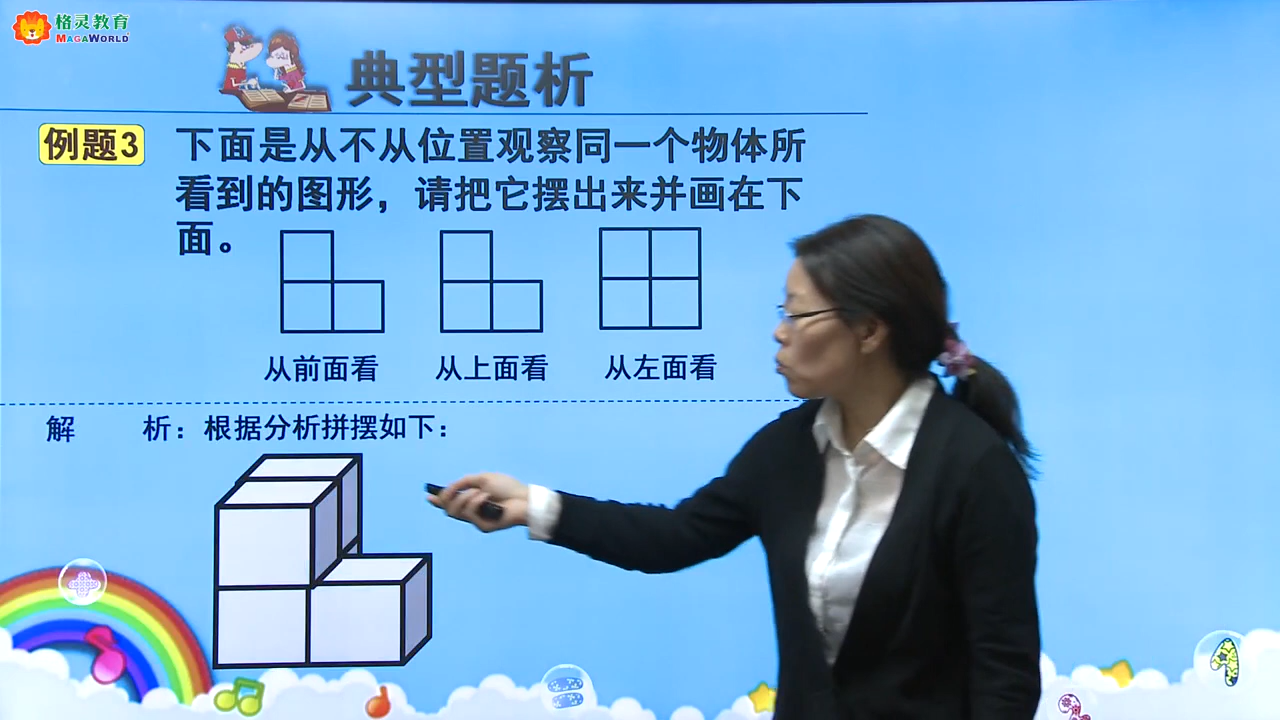 格灵教育
MAGAWORLD
典型题析
例题3
下面是从不从位置观察同一个物体所
看到的图形，请把它摆出来并画在下
面。
从前面看 从上面看 从左面看
解 析：根据分析拼摆如下：